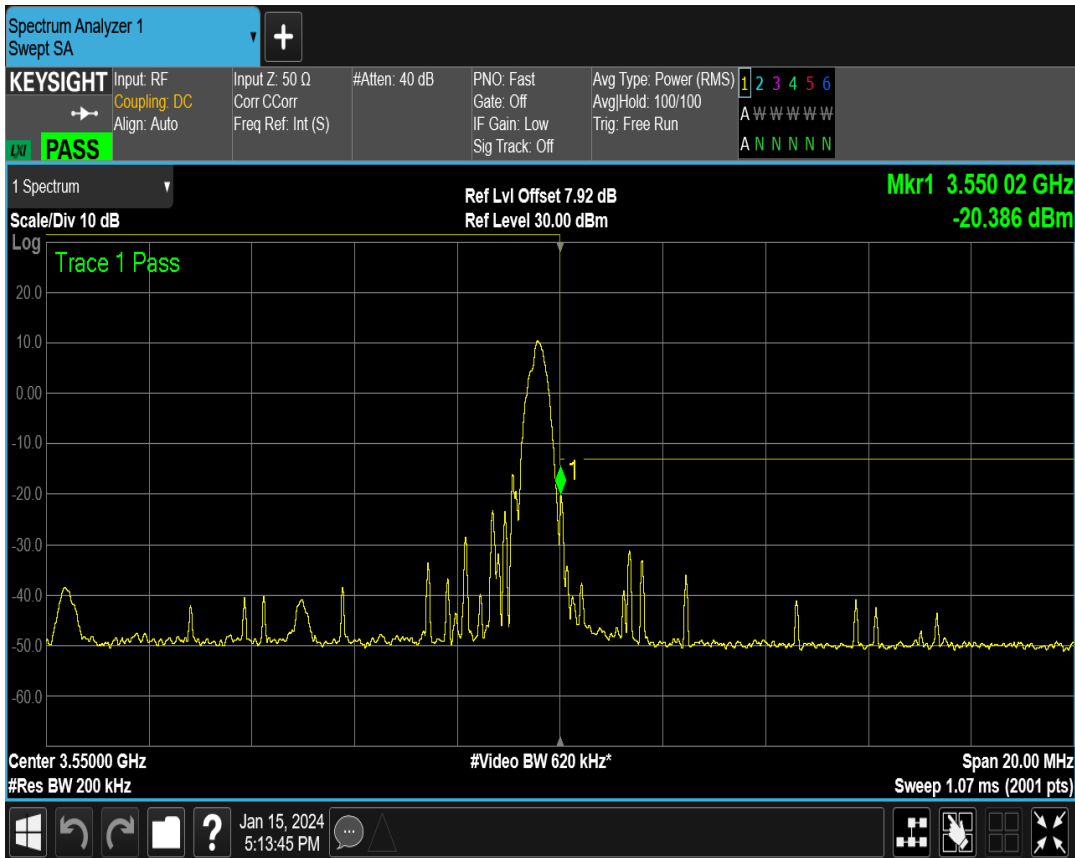 Spectrum Analyzer 1
Swept SA
+
KEYSIGHT
LXI PASS
Input: RF
Coupling: DC
Align: Auto
Input Z: 50 Ω
Corr CCorr
Freq Ref: Int (S)
#Atten: 40 dB
PNO: Fast
Gate: Off
IF Gain: Low
Sig Track: Off
Avg Type: Power (RMS)
Avg|Hold: 100/100
Trig: Free Run
1 2 3 4 5 6
A W W W W W
A N N N N N
1 Spectrum
Scale/Div 10 dB
Ref Lvl Offset 7.92 dB
Ref Level 30.00 dBm
Mkr1 3.550 02 GHz
-20.386 dBm
Log
Trace 1 Pass
20.0
10.0
0.00
-10.0
1
-20.0
-30.0
-40.0
-50.0
-60.0
Center 3.55000 GHz
#Res BW 200 kHz
#Video BW 620 kHz*
Span 20.00 MHz
Sweep 1.07 ms (2001 pts)
?
Jan 15, 2024
5:13:45 PM